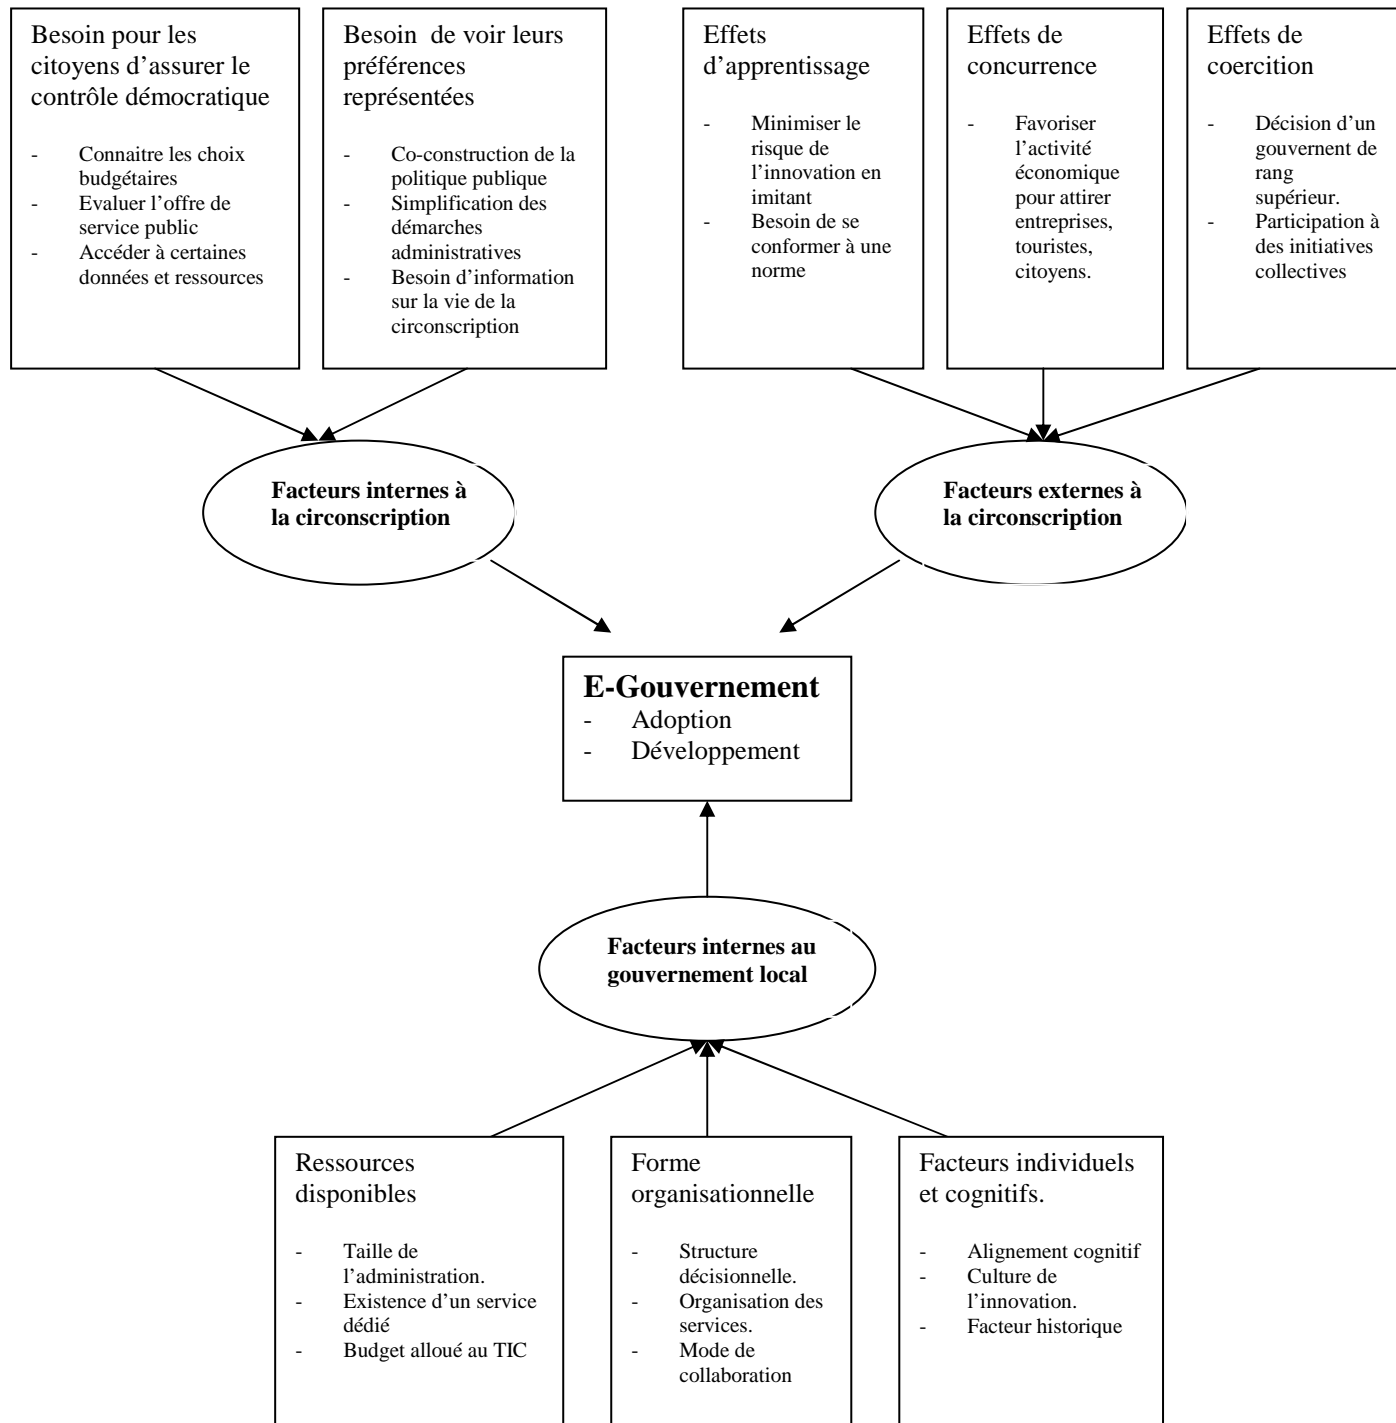 Besoin pour les
citoyens d’assurer le
contrôle démocratique
- Connaitre les choix
budgétaires
- Evaluer l’offre de
service public
- Accéder à certaines
données et ressources
Besoin de voir leurs
préférences
représentées
- Co-construction de la
politique publique
- Simplification des
démarches
administratives
- Besoin d’information
sur la vie de la
circonscription
Effets
d’apprentissage
- Minimiser le
risque de
l’innovation en
imitant
- Besoin de se
conformer à une
norme
Effets de
concurrence
- Favoriser
l’activité
économique
pour attirer
entreprises,
touristes,
citoyens.
Effets de
coercition
- Décision d’un
gouvernent de
rang
supérieur.
- Participation à
des initiatives
collectives
Facteurs internes à
la circonscription
Facteurs externes à
la circonscription
E-Gouvernement
- Adoption
- Développement
Facteurs internes au
gouvernement local
Ressources
disponibles
- Taille de
l’administration.
- Existence d’un service
dédié
- Budget alloué au TIC
Forme
organisationnelle
- Structure
décisionnelle.
- Organisation des
services.
- Mode de
collaboration
Facteurs individuels
et cognitifs.
- Alignement cognitif
- Culture de
l’innovation.
- Facteur historique